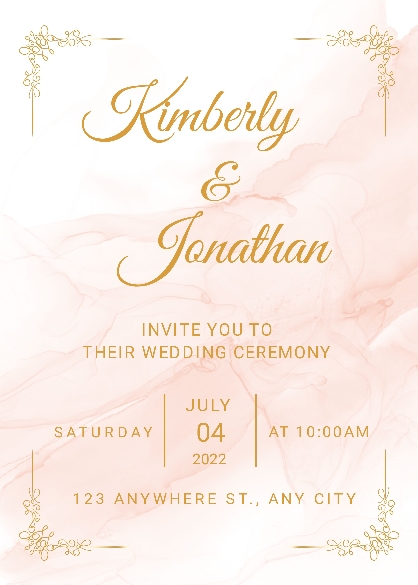 Kimberly
&
Jonathan
INVITE YOU TO
THEIR WEDDING CEREMONY
JULY
SATURDAY 04 AT 10:00AM
2022
123 ANYWHERE ST., ANY CITY